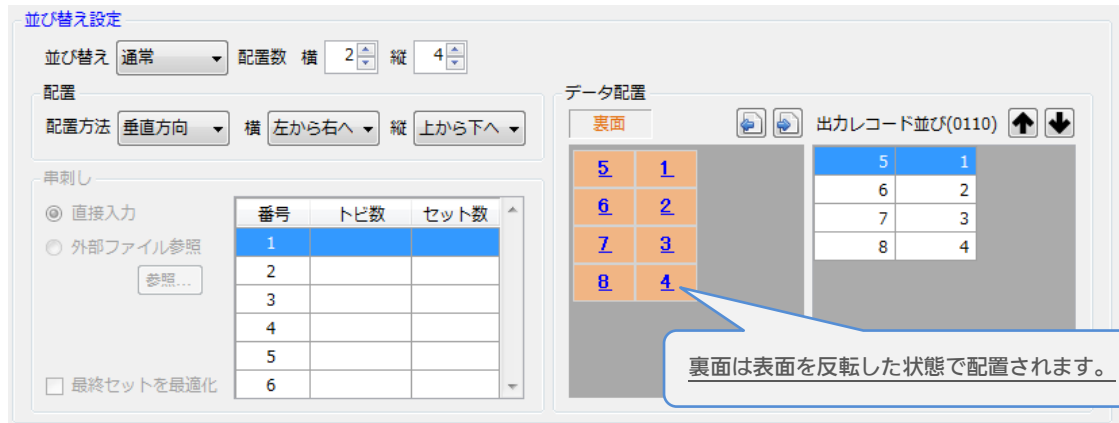 並び替え設定
並び替え 通常 配置数 横 2 縦 4
配置
配置方法 垂直方向 横 左から右へ 縦 上から下へ
串刺し
直接入力
外部ファイル参照
参照...
最終セットを最適化
番号 トビ数 セット数
1
2
3
4
5
6
データ配置
裏面 出力レコード並び(0110)
5 1
6 2
7 3
8 4
5 1
6 2
7 3
8 4
裏面は表面を反転した状態で配置されます。